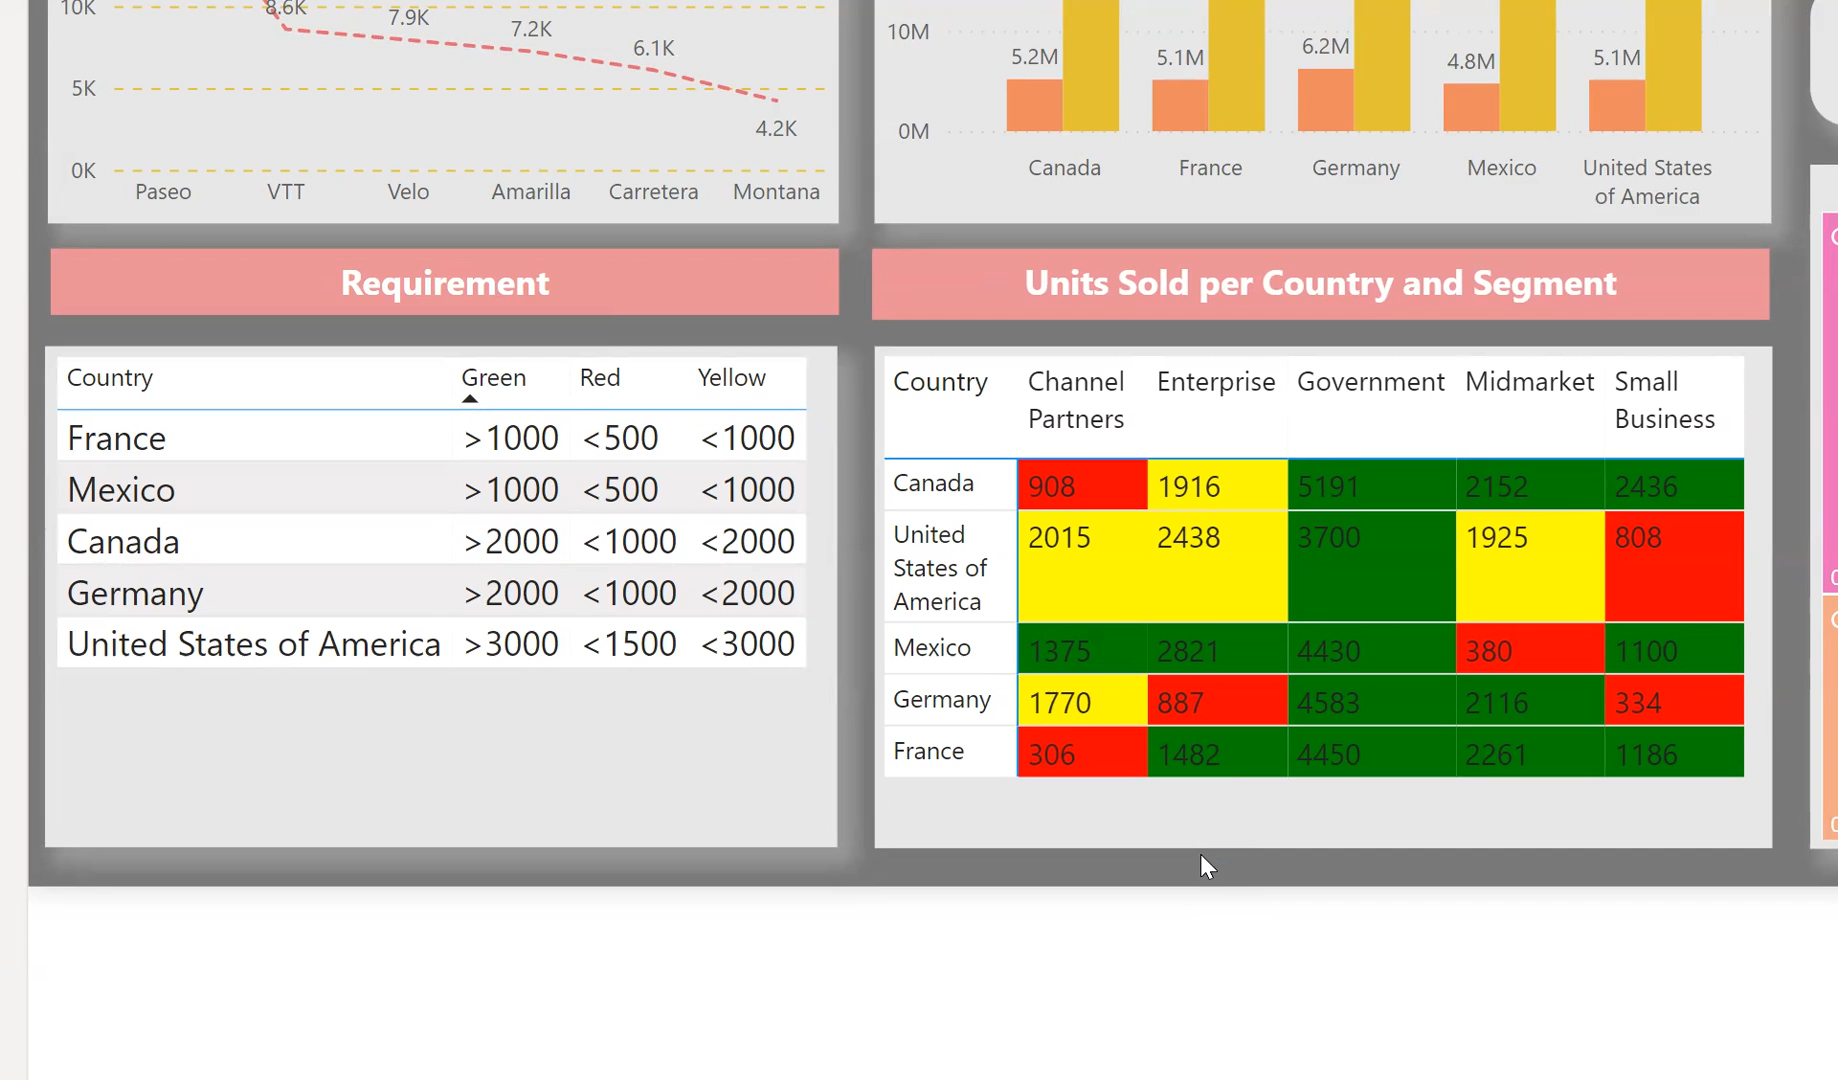 10K
8.6K
7.9K
7.2K
6.1K
5K
4.2K
0K
Paseo VTT Velo Amarilla Carretera Montana
10M
5.2M 5.1M 6.2M 4.8M 5.1M
0M
Canada France Germany Mexico United States
of America
Requirement
Units Sold per Country and Segment
Country Green Red Yellow
France >1000 <500 <1000
Mexico >1000 <500 <1000
Canada >2000 <1000 <2000
Germany >2000 <1000 <2000
United States of America >3000 <1500 <3000
Country Channel Enterprise Government Midmarket Small
Partners Business
Canada 908 1916 5191 2152 2436
United 2015 2438 3700 1925 808
States of
America
Mexico 1375 2821 4430 380 1100
Germany 1770 887 4583 2116 334
France 306 1482 4450 2261 1186